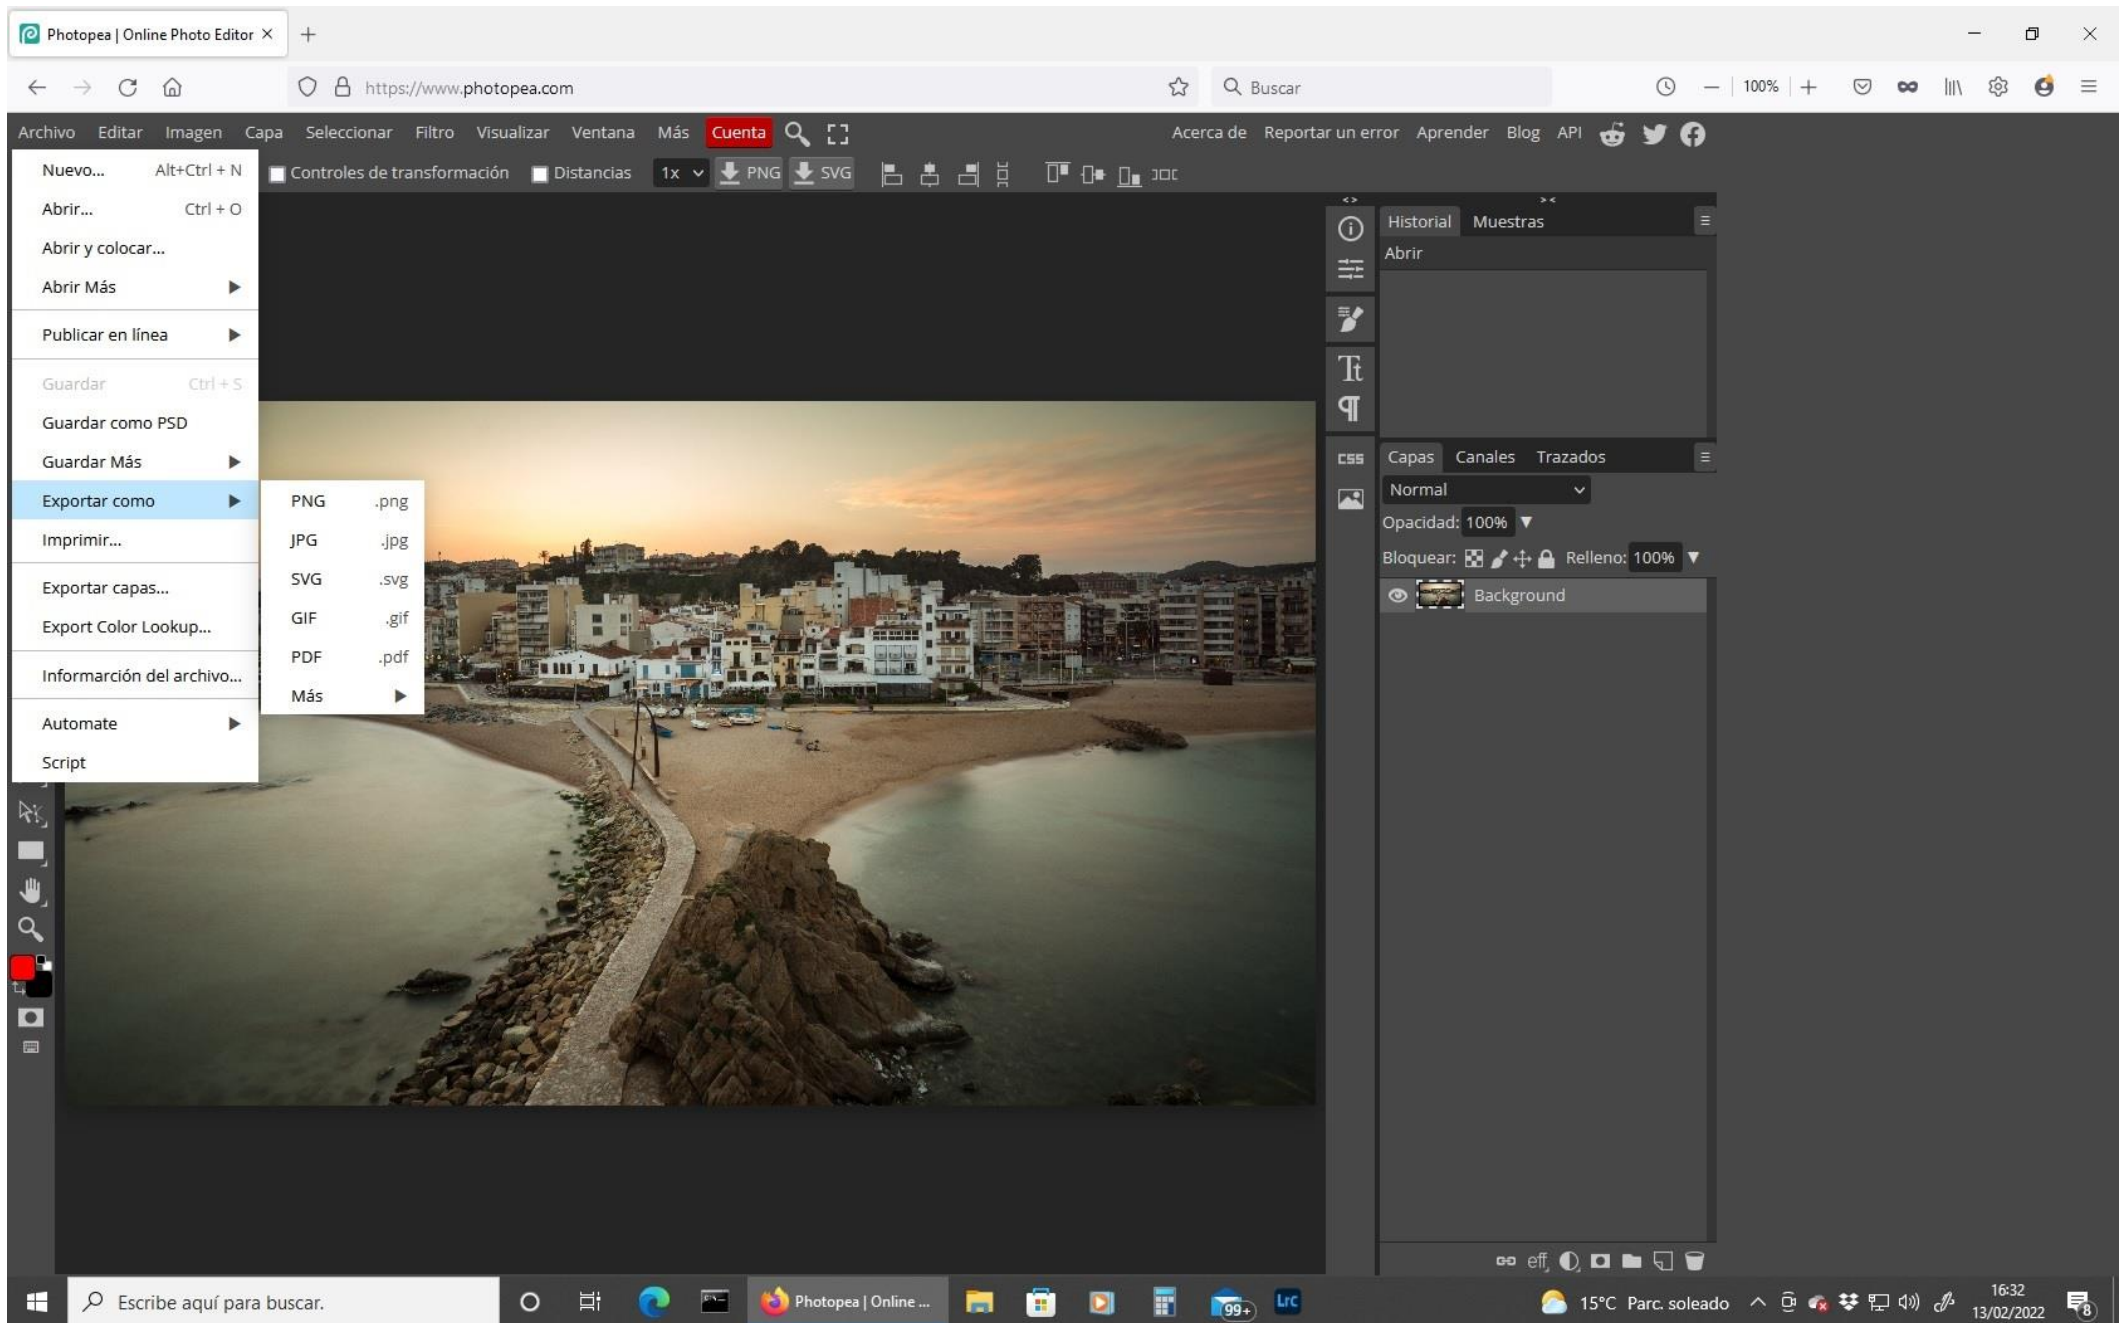 Photopea | Online Photo Editor
https://www.photopea.com
Buscar
100%
Archivo Editar Imagen Capa Seleccionar Filtro Visualizar Ventana Más Cuenta
Acerca de Reportar un error Aprender Blog API
Controles de transformación Distancias 1x PNG SVG
Nuevo... Alt+Ctrl + N
Abrir... Ctrl + O
Abrir y colocar...
Abrir Más
Publicar en línea
Guardar Ctrl + S
Guardar como PSD
Guardar Más
Exportar como
Imprimir...
Exportar capas...
Export Color Lookup...
Informarción del archivo...
Automate
Script
PNG .png
JPG .jpg
SVG .svg
GIF .gif
PDF .pdf
Más
Historial Muestras
Abrir
CSS
Capas Canales Trazados
Normal
Opacidad: 100%
Bloquear: Relleno: 100%
Background
eff
Escribe aquí para buscar.
Photopea | Online ...
99+
Lrc
15°C Parc. soleado
16:32
13/02/2022
8